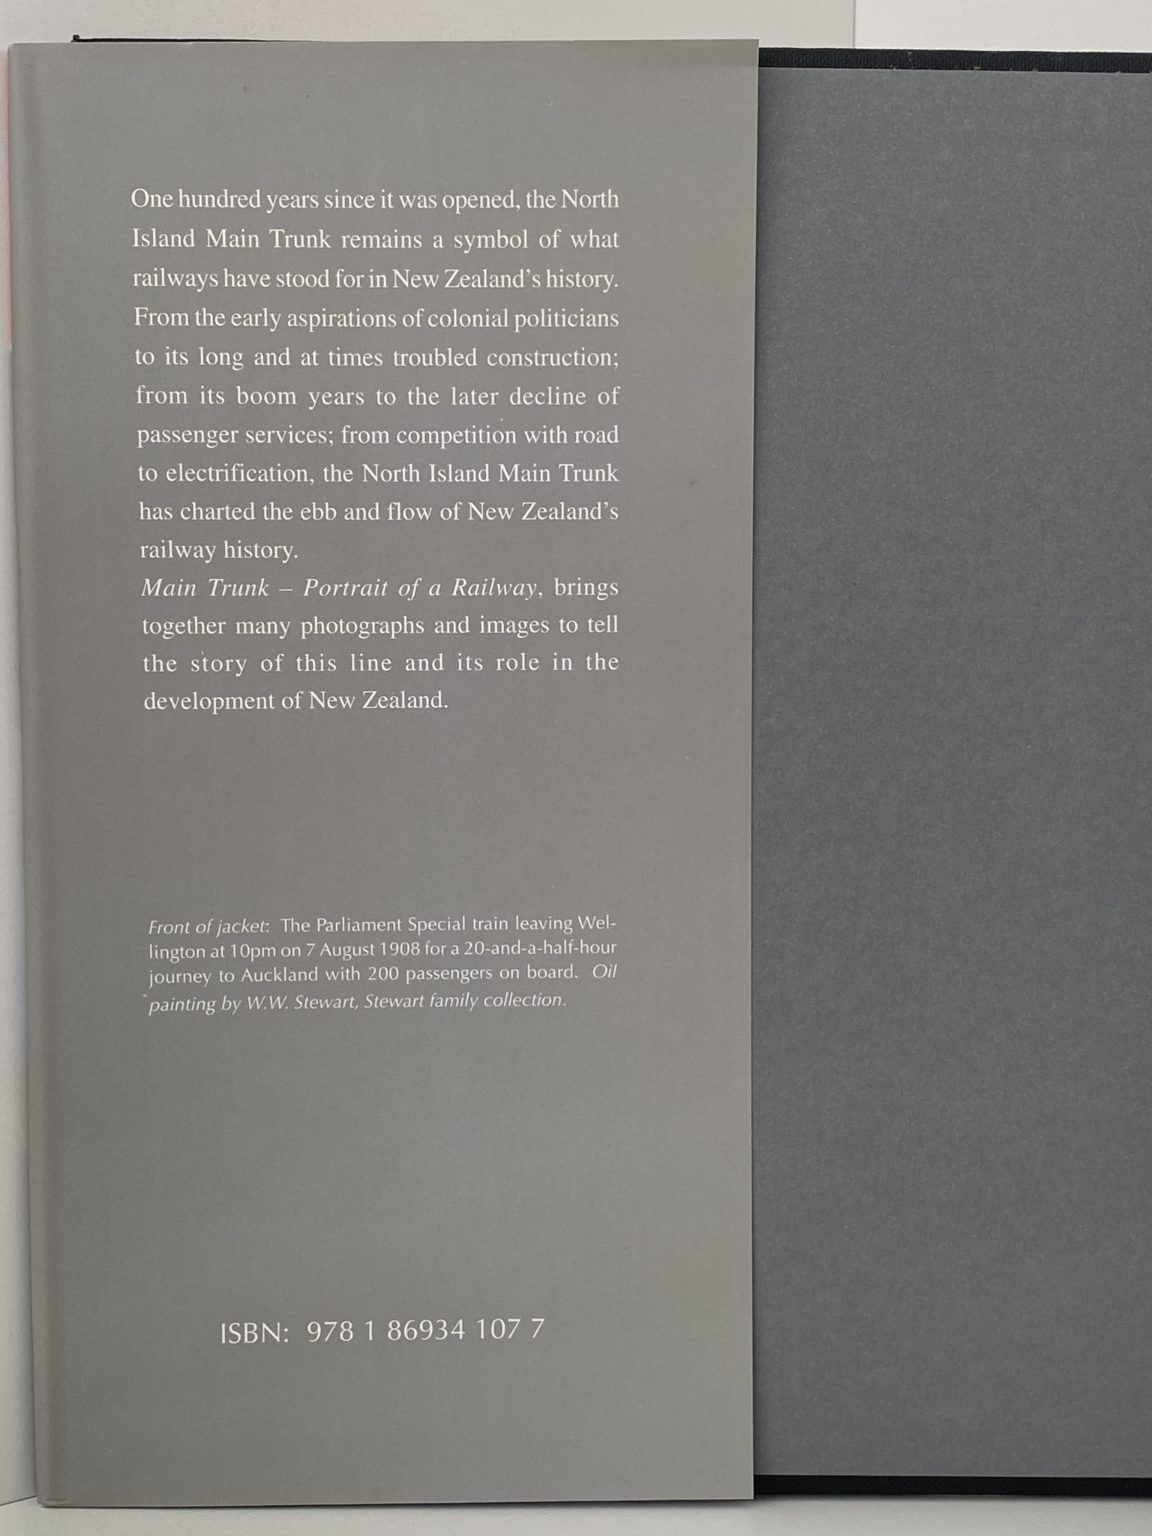 One hundred years since it was opened, the North
Island Main Trunk remains a symbol of what
railways have stood for in New Zealand's history.
From the early aspirations of colonial politicians
to its long and at times troubled construction;
from its boom years to the later decline of
passenger services; from competition with road
to electrification, the North Island Main Trunk
has charted the ebb and flow of New Zealand's
railway history.
Main Trunk – Portrait of a Railway, brings
together many photographs and images to tell
the story of this line and its role in the
development of New Zealand.
Front of jacket: The Parliament Special train leaving Wel-
lington at 10pm on 7 August 1908 for a 20-and-a-half-hour
journey to Auckland with 200 passengers on board. Oil
painting by W.W. Stewart, Stewart family collection.
ISBN: 978 1 86934 107 7